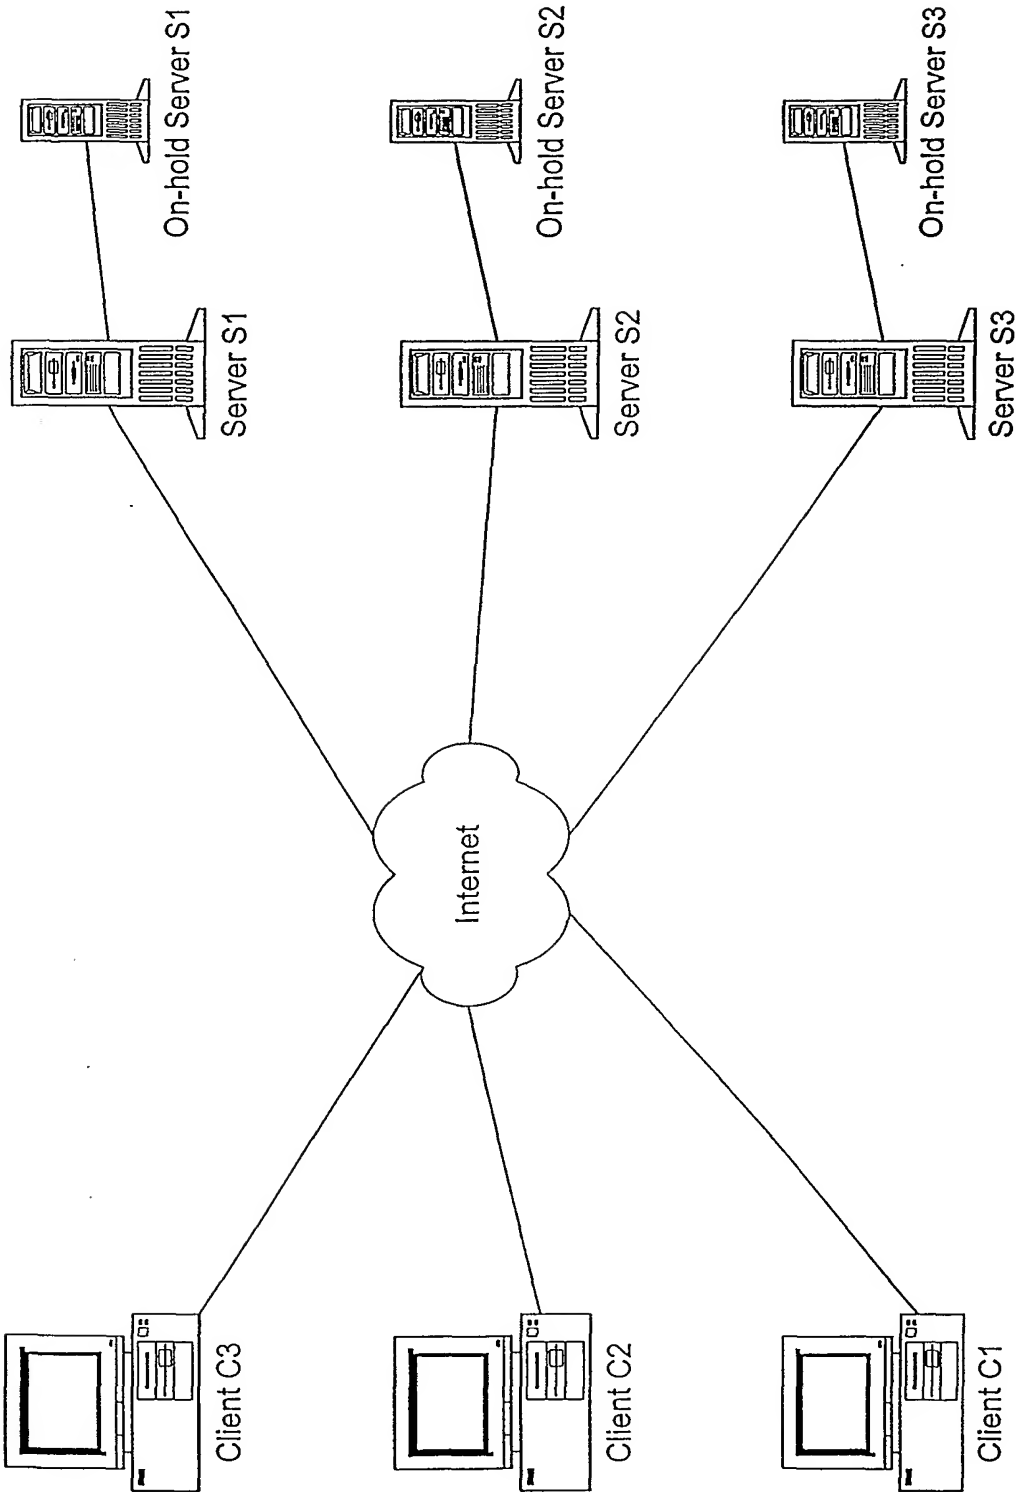 Client C3
Client C2
Client C1
Internet
Server S1
Server S2
Server S3
On-hold Server S1
On-hold Server S2
On-hold Server S3